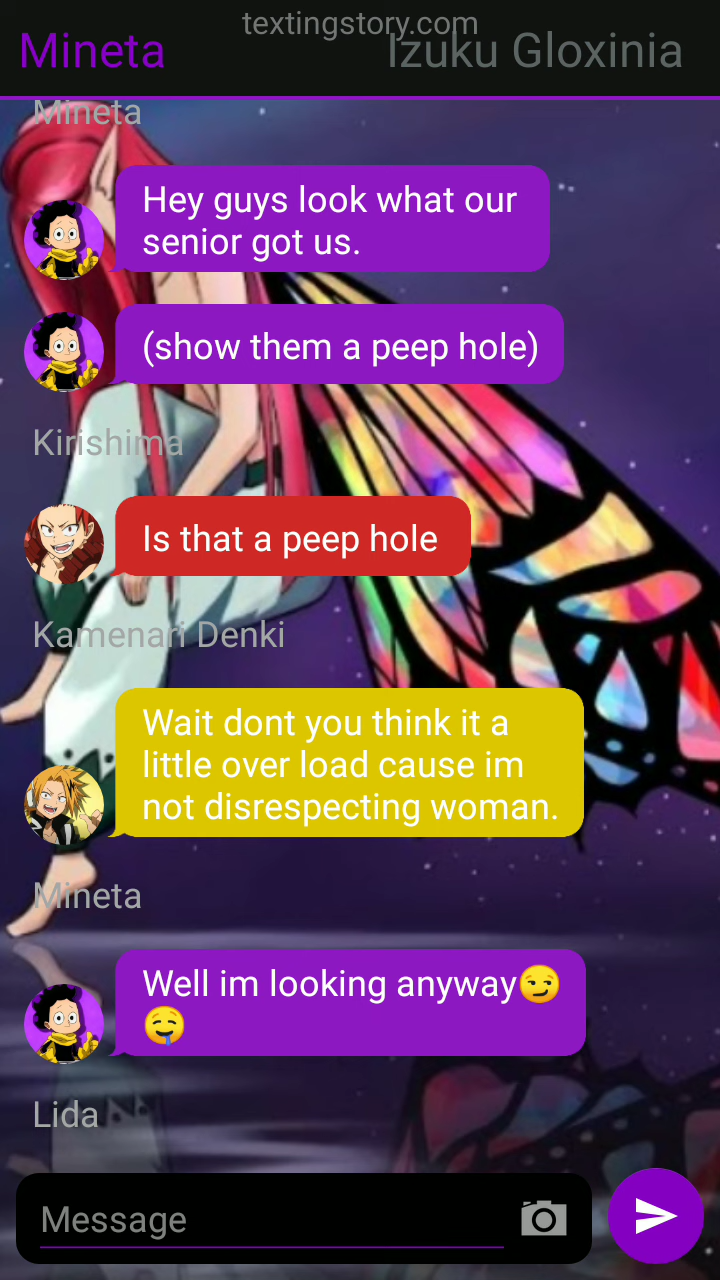 textingstory.com
Mineta
Izuku Gloxinia
Mineta
Hey guys look what our
senior got us.
(show them a peep hole)
Kirishima
Is that a peep hole
Kamenari Denki
Wait dont you think it a
little over load cause im
not disrespecting woman.
Mineta
Well im looking anyway😏
🤤
Lida
Message